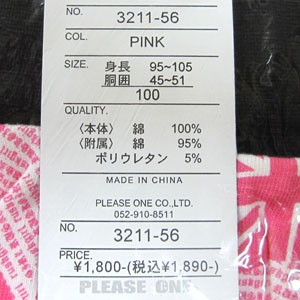 NO. 3211-56
COL. PINK
SIZE. 身長 95~105
胴囲 45~51
100
QUALITY.
〈本体〉 綿 100%
〈附属〉 綿 95%
ポリウレタン 5%
MADE IN CHINA
PLEASE ONE CO.,LTD.
052-910-8511
NO. 3211-56
PRICE.
¥1,800-(税込¥1,890-)
PLEASE ONE